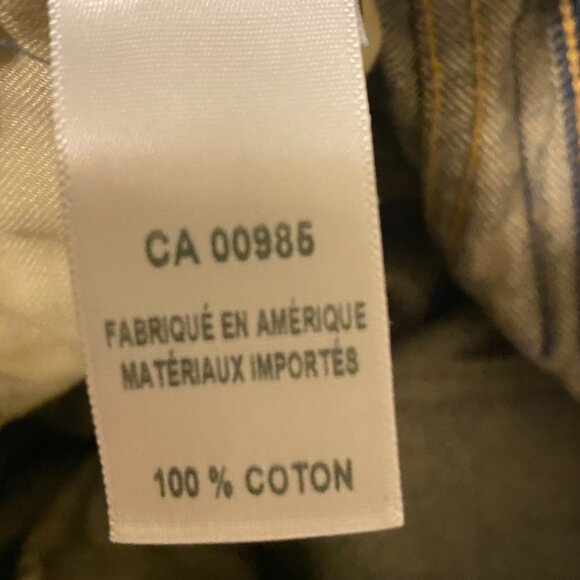 CA 00985
FABRIQUÉ EN AMÉRIQUE
MATÉRIAUX IMPORTÉS
100 % COTON